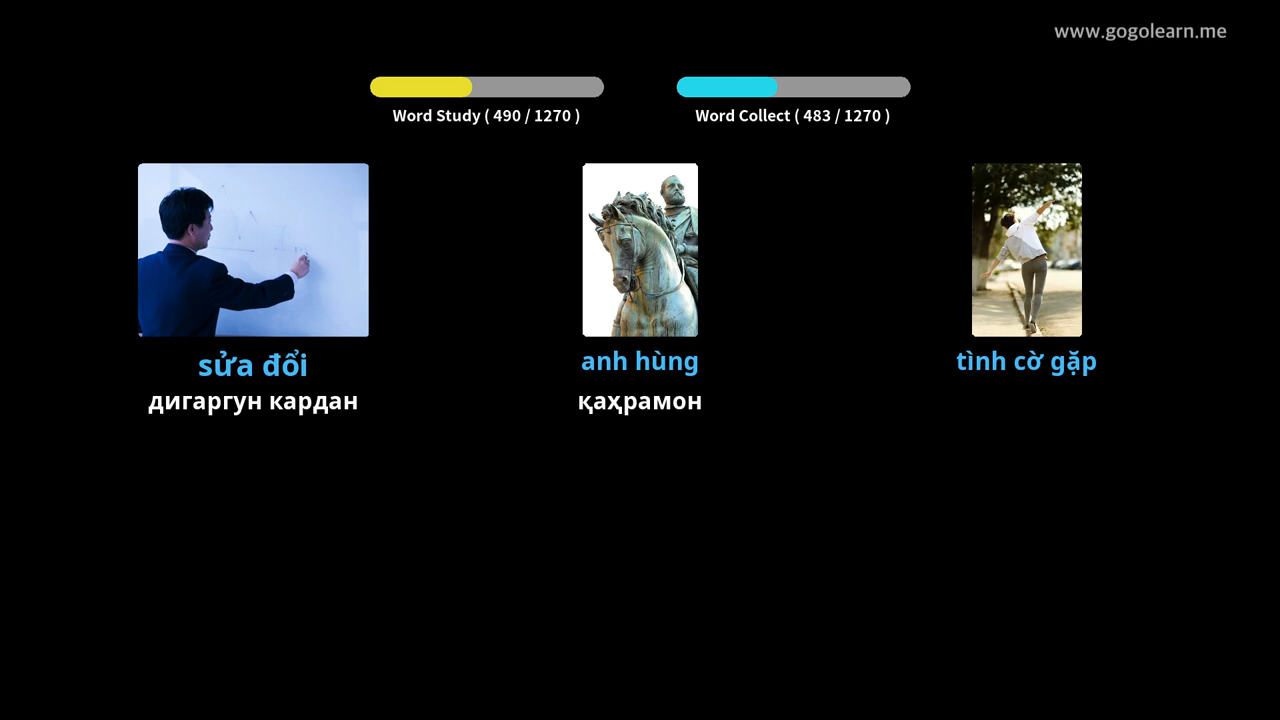 www.gogolearn.me
Word Study ( 490 / 1270 )
Word Collect ( 483 / 1270 )
sửa đổi
anh hùng
tình cờ gặp
дигаргун кардан
қаҳрамон